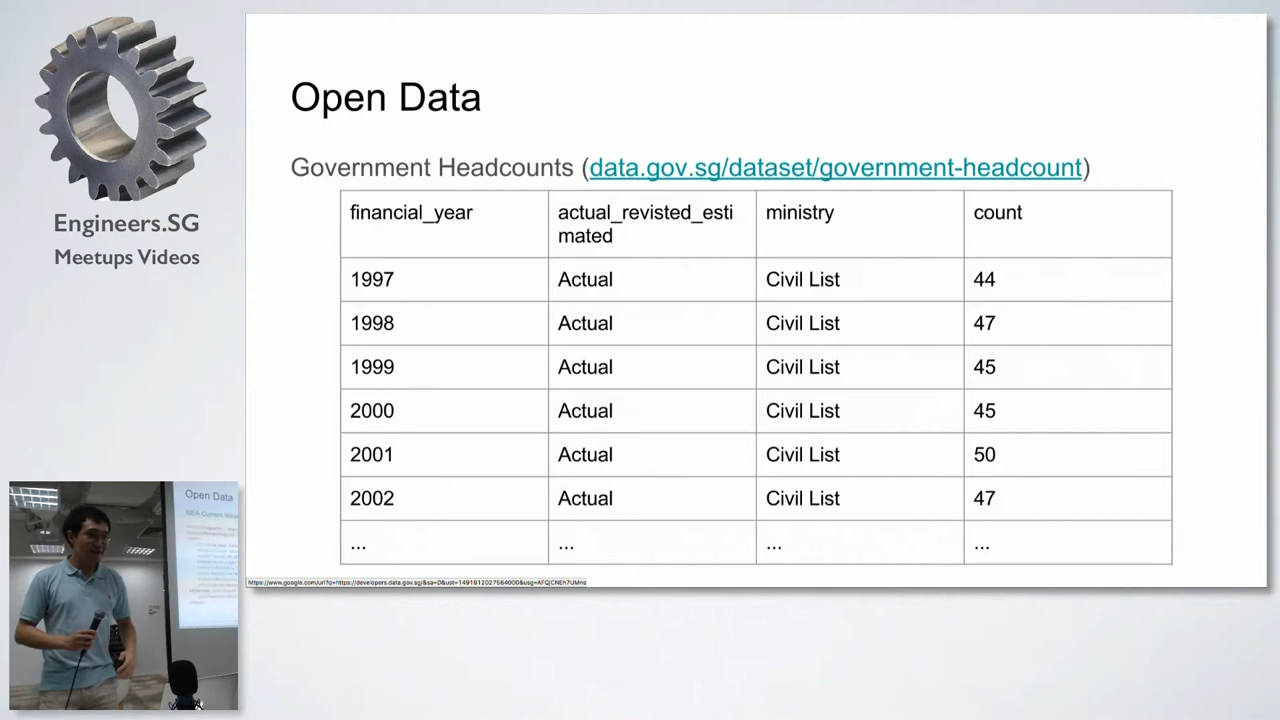 Engineers.SG
Meetups Videos
Open Data
Government Headcounts (data.gov.sg/dataset/government-headcount)
financial_year actual_revisted_esti ministry count
mated
1997 Actual Civil List 44
1998 Actual Civil List 47
1999 Actual Civil List 45
2000 Actual Civil List 45
2001 Actual Civil List 50
2002 Actual Civil List 47
... ... ... ...
Open Data